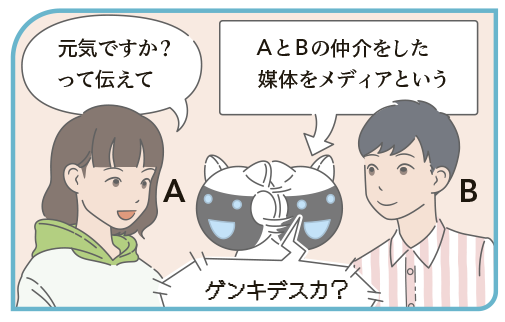 元気ですか？
って伝えて
AとBの仲介をした
媒体をメディアという
A
B
ゲンキデスカ？